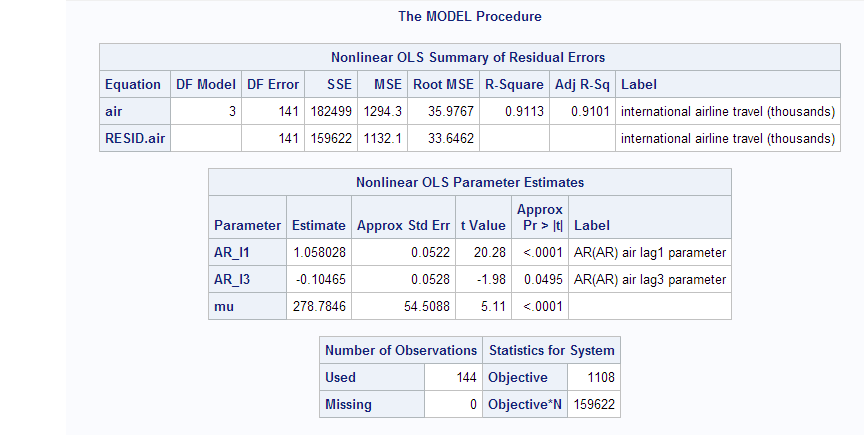 The MODEL Procedure
Nonlinear OLS Summary of Residual Errors
Equation DF Model DF Error SSE MSE Root MSE R-Square Adj R-Sq Label
air 3 141 182499 1294.3 35.9767 0.9113 0.9101 international airline travel (thousands)
RESID.air 141 159622 1132.1 33.6462 international airline travel (thousands)
Nonlinear OLS Parameter Estimates
Parameter Estimate Approx Std Err t Value Approx Pr > |t| Label
AR_l1 1.058028 0.0522 20.28 <.0001 AR(AR) air lag1 parameter
AR_l3 -0.10465 0.0528 -1.98 0.0495 AR(AR) air lag3 parameter
mu 278.7846 54.5088 5.11 <.0001
Number of Observations Statistics for System
Used 144 Objective 1108
Missing 0 Objective*N 159622